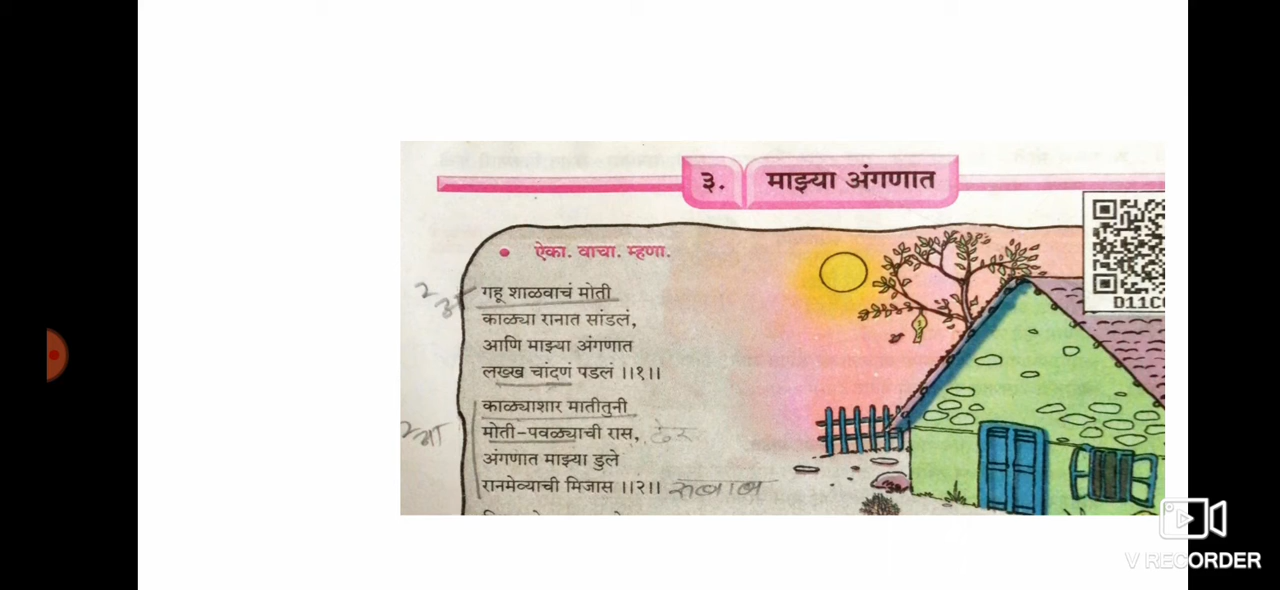 ३. माझ्या अंगणात
• ऐका. वाचा. म्हणा.
गहू शाळवाचं मोती
काळ्या रानात सांडलं,
आणि माझ्या अंगणात
लख्ख चांदणं पडलं ।।१।।
काळ्याशार मातीतुनी
मोती-पवळ्याची रास,
अंगणात माझ्या डुले
रानमेव्याची मिजास ।।२।। रुबाब
D11C
V RECORDER